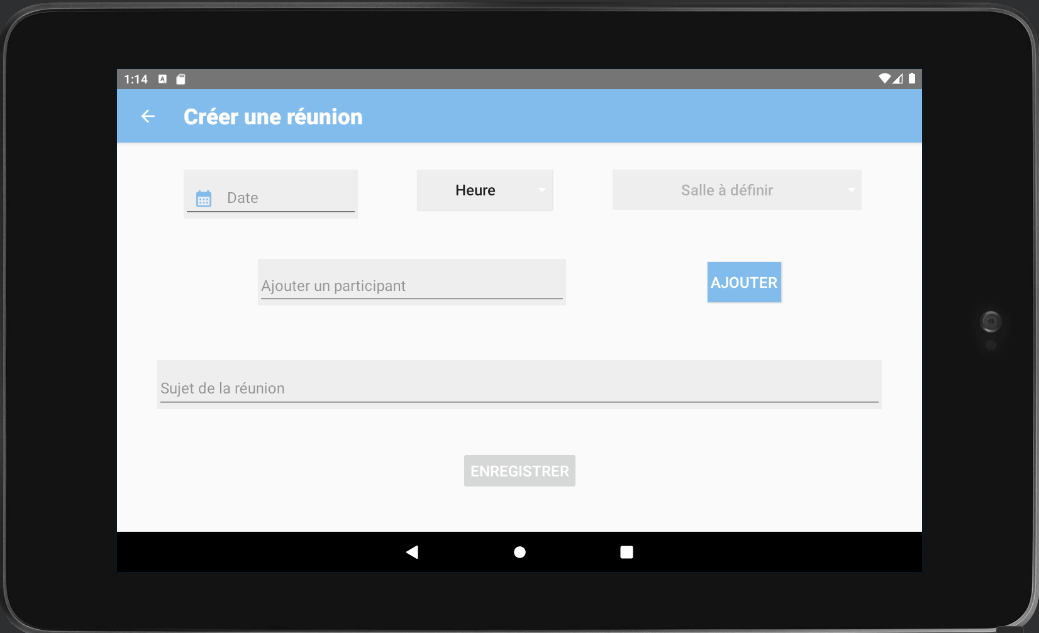 1:14
Créer une réunion
Date
Heure
Salle à définir
Ajouter un participant
AJOUTER
Sujet de la réunion
ENREGISTRER